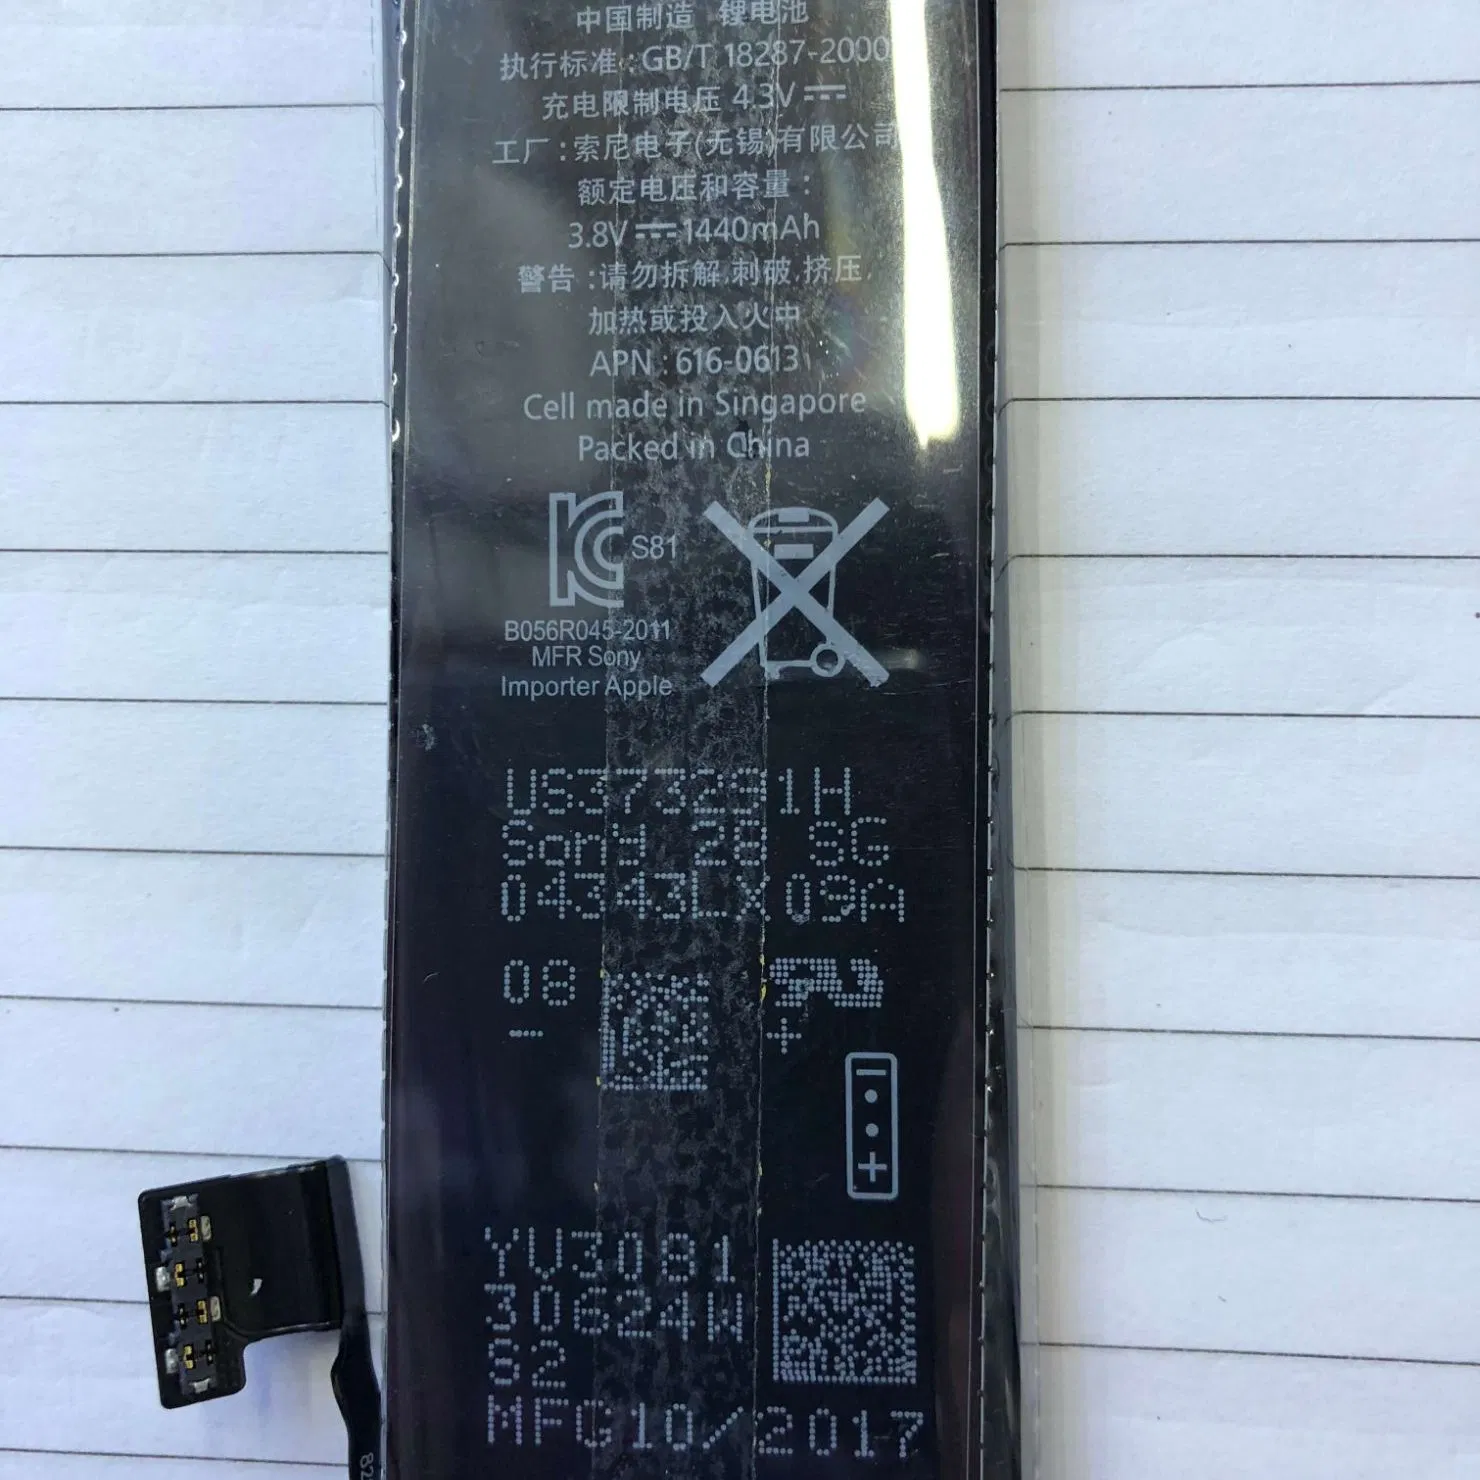 中国制造 锂电池
执行标准:GB/T 18287-2000
充电限制电压 4.3V⎓
工厂:索尼电子(无锡)有限公司
额定电压和容量:
3.8V⎓1440mAh
警告:请勿拆解,刺破,挤压,
加热或投入火中
APN:616-0613
Cell made in Singapore
Packed in China
S81
B056R045-2011
MFR Sony
Importer Apple
US373291H
Sony 28 SG
04343LX09A
08
-
+
-
+
YV3081
30624W
S2
MFG10/2017